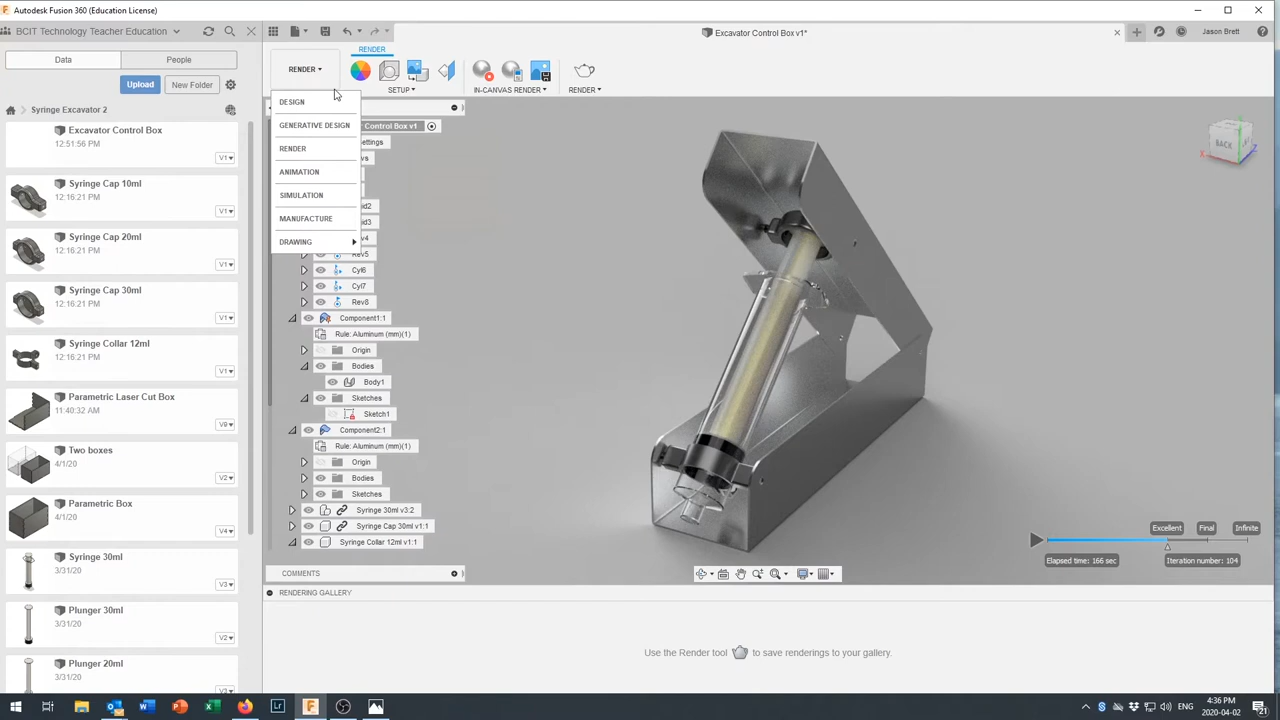 Autodesk Fusion 360 (Education License)
BCIT Technology Teacher Education
Excavator Control Box v1*
Jason Brett
Data
People
Upload
New Folder
Syringe Excavator 2
Excavator Control Box
12:51:56 PM
V1
Syringe Cap 10ml
12:16:21 PM
V1
Syringe Cap 20ml
12:16:21 PM
V1
Syringe Cap 30ml
12:16:21 PM
V1
Syringe Collar 12ml
12:16:21 PM
V1
Parametric Laser Cut Box
11:40:32 AM
V9
Two boxes
4/1/20
V2
Parametric Box
4/1/20
V4
Syringe 30ml
3/31/20
V3
Plunger 30ml
3/31/20
V2
Plunger 20ml
3/31/20
RENDER
RENDER
SETUP
IN-CANVAS RENDER
RENDER
DESIGN
GENERATIVE DESIGN
RENDER
ANIMATION
SIMULATION
MANUFACTURE
DRAWING
Control Box v1
ettings
vs
id2
id3
v4
Rev5
Cyl6
Cyl7
Rev8
Component1:1
Rule: Aluminum (mm)(1)
Origin
Bodies
Body1
Sketches
Sketch1
Component2:1
Rule: Aluminum (mm)(1)
Origin
Bodies
Sketches
Syringe 30ml v3:2
Syringe Cap 30ml v1:1
Syringe Collar 12ml v1:1
BACK
X
Z
Excellent
Final
Infinite
Elapsed time: 166 sec
Iteration number: 104
COMMENTS
RENDERING GALLERY
Use the Render tool to save renderings to your gallery.
ENG
4:36 PM
2020-04-02
21